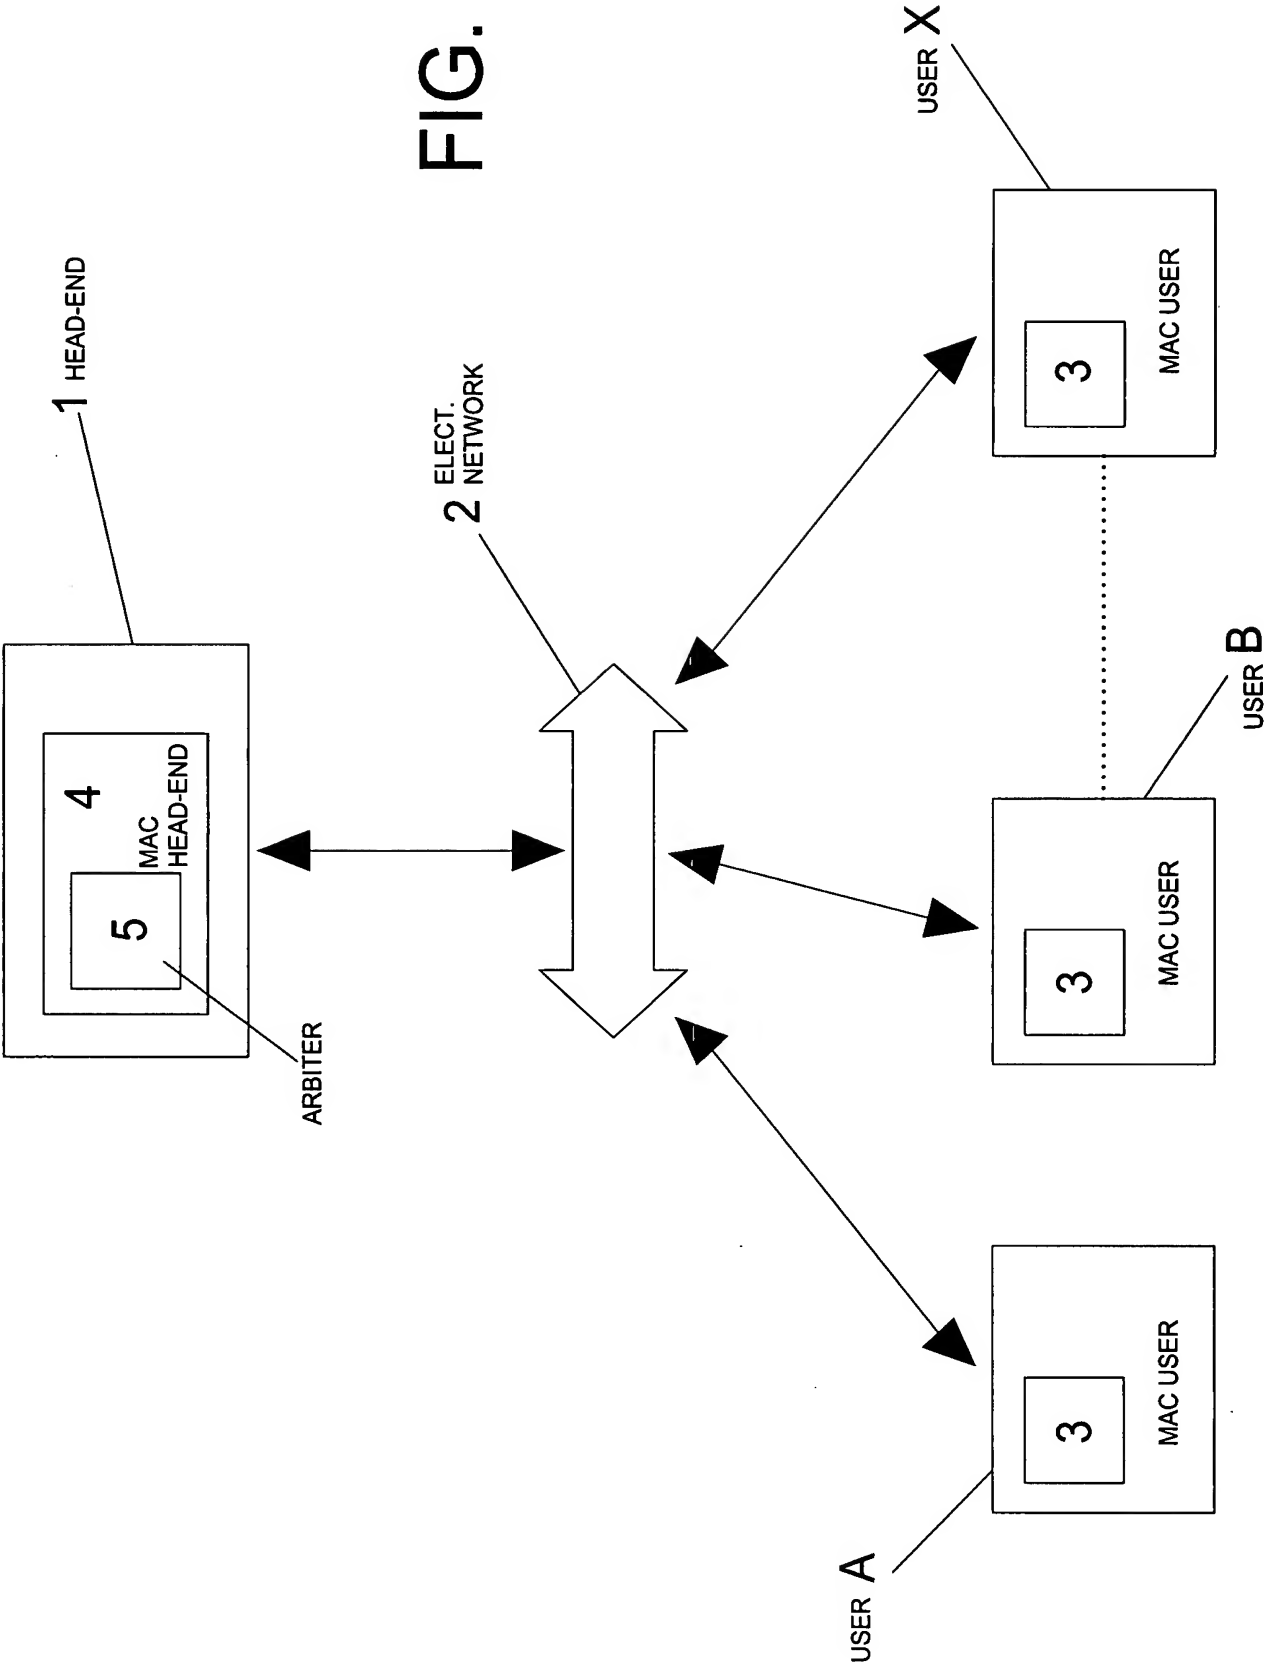 FIG.
1 HEAD-END
4
MAC
HEAD-END
5
ARBITER
2 ELECT.
NETWORK
USER A
3
MAC USER
USER B
3
MAC USER
USER X
3
MAC USER